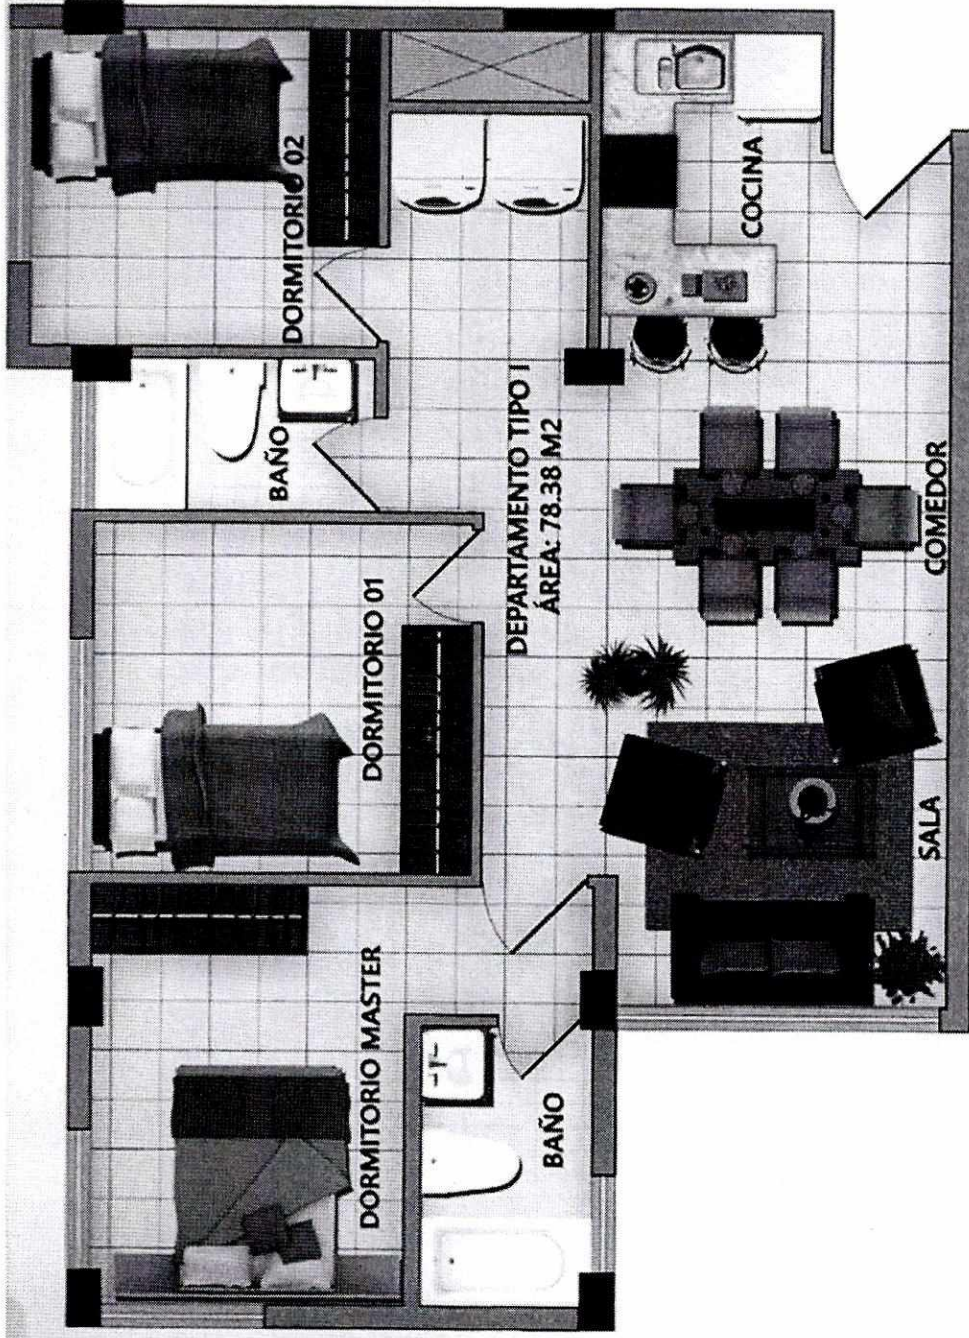 DORMITORIO MASTER
BAÑO
DORMITORIO 01
BAÑO
DORMITORIO 02
DEPARTAMENTO TIPO I
ÁREA: 78.38 M2
SALA
COMEDOR
COCINA